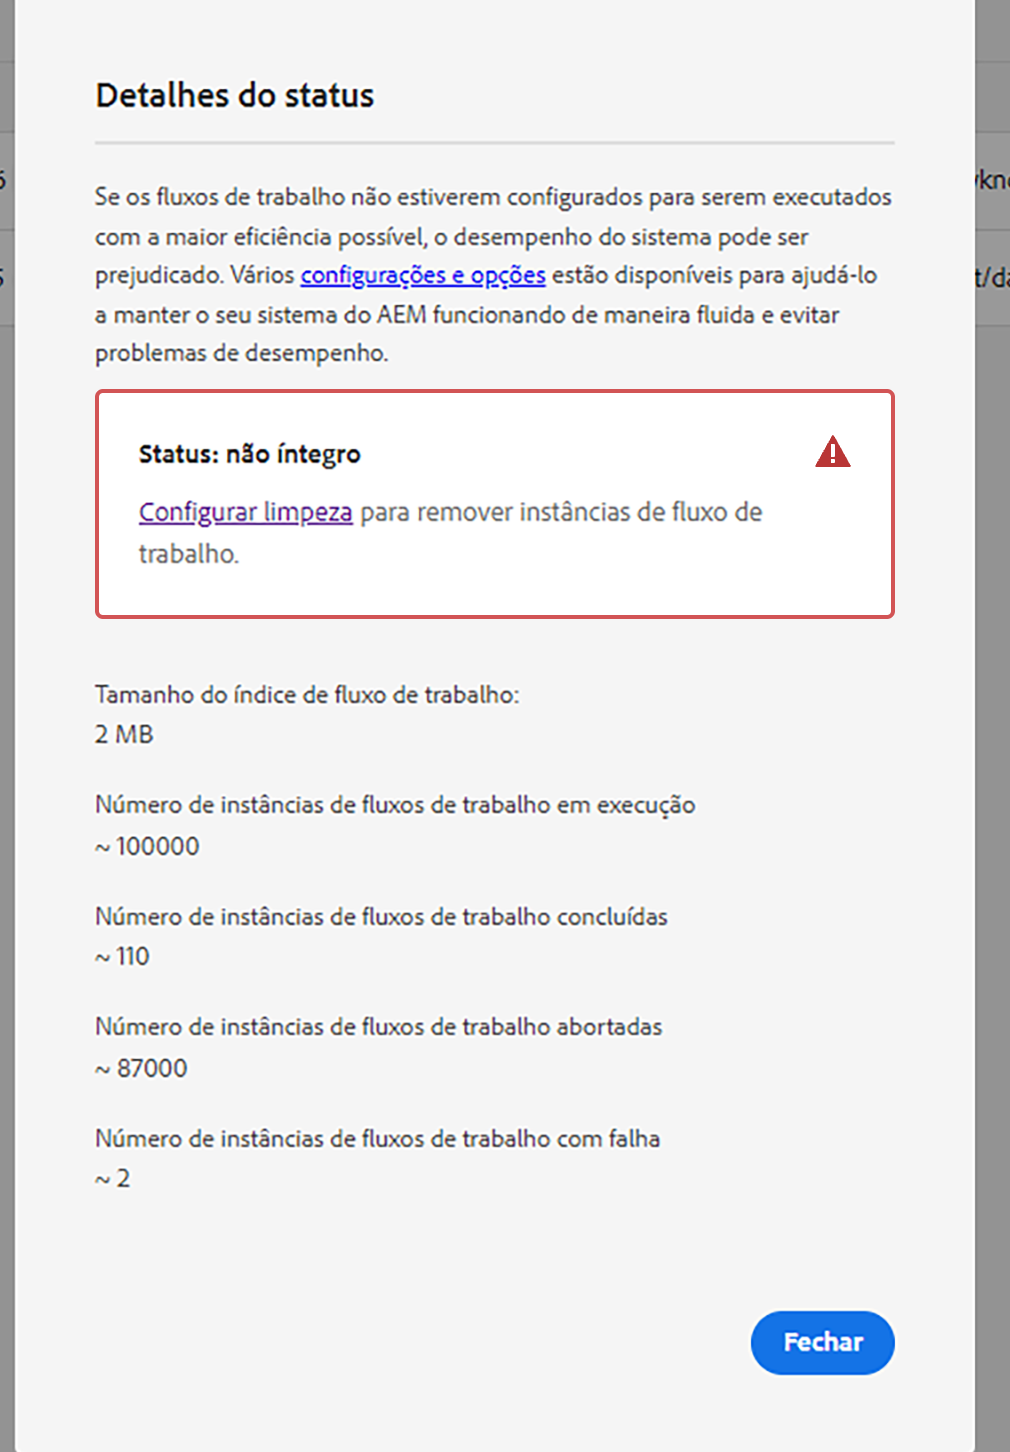 Detalhes do status
Se os fluxos de trabalho não estiverem configurados para serem executados
com a maior eficiência possível, o desempenho do sistema pode ser
prejudicado. Vários configurações e opções estão disponíveis para ajudá-lo
a manter o seu sistema do AEM funcionando de maneira fluida e evitar
problemas de desempenho.
Status: não íntegro
Configurar limpeza para remover instâncias de fluxo de
trabalho.
Tamanho do índice de fluxo de trabalho:
2 MB
Número de instâncias de fluxos de trabalho em execução
~ 100000
Número de instâncias de fluxos de trabalho concluídas
~ 110
Número de instâncias de fluxos de trabalho abortadas
~ 87000
Número de instâncias de fluxos de trabalho com falha
~ 2
Fechar